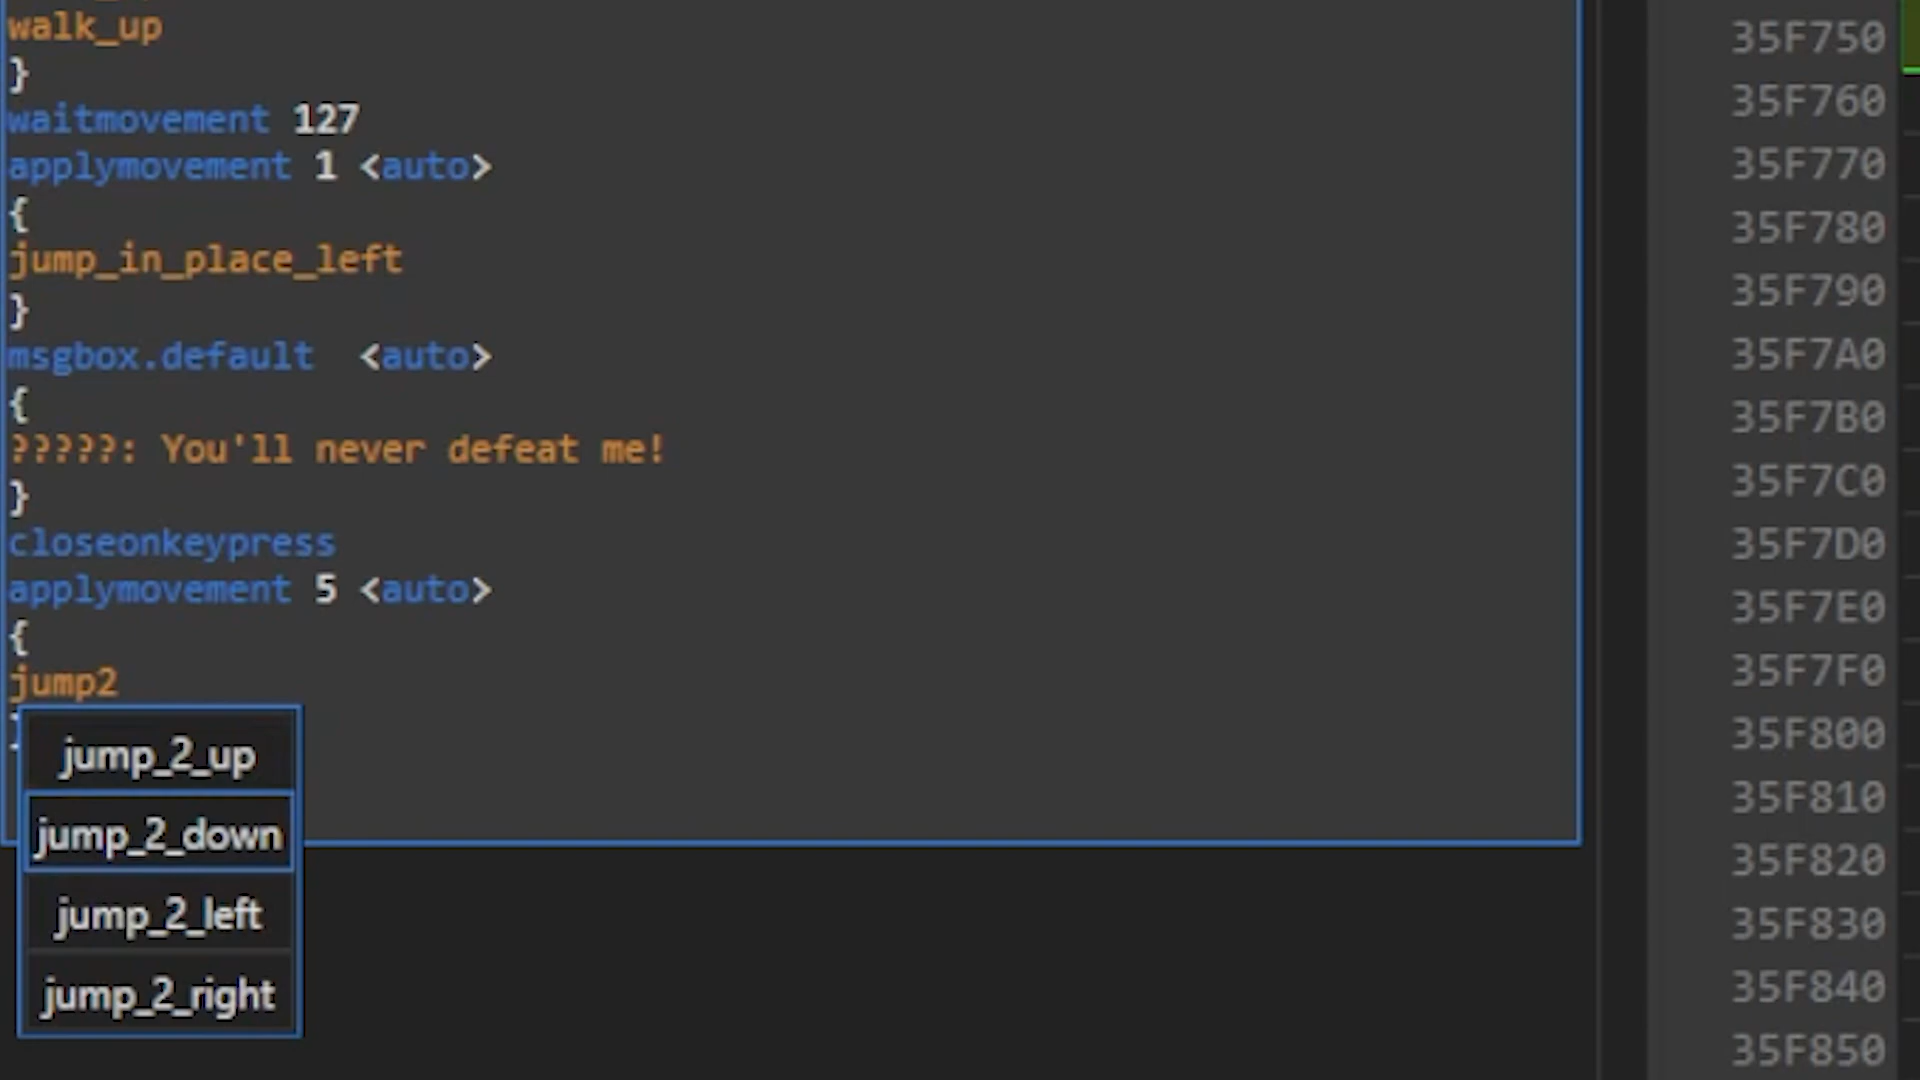 walk_up
}
waitmovement 127
applymovement 1 <auto>
{
jump_in_place_left
}
msgbox.default  <auto>
{
?????: You'll never defeat me!
}
closeonkeypress
applymovement 5 <auto>
{
jump2
jump_2_up
jump_2_down
jump_2_left
jump_2_right
35F750
35F760
35F770
35F780
35F790
35F7A0
35F7B0
35F7C0
35F7D0
35F7E0
35F7F0
35F800
35F810
35F820
35F830
35F840
35F850